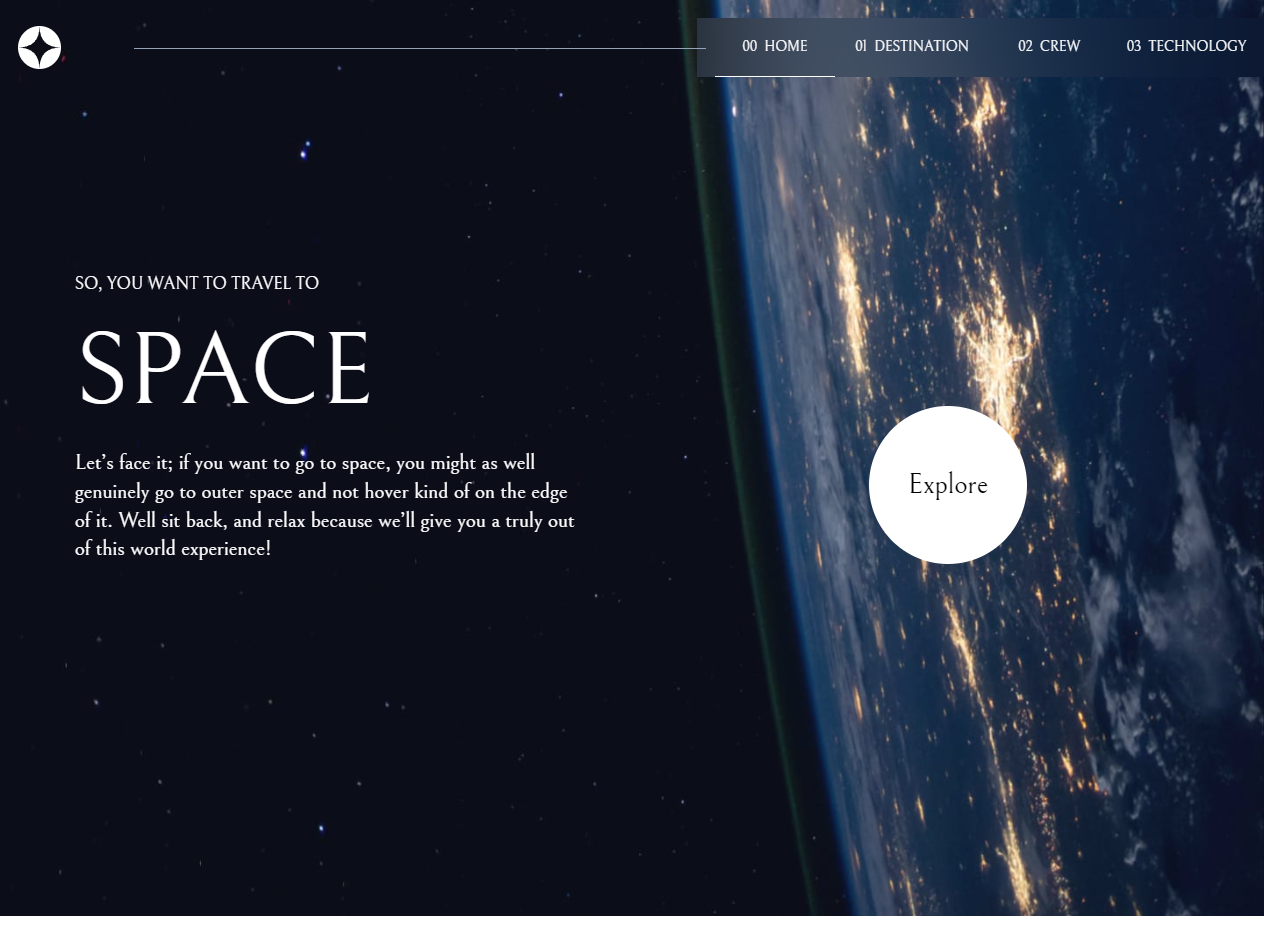 00 HOME 01 DESTINATION 02 CREW 03 TECHNOLOGY
SO, YOU WANT TO TRAVEL TO
SPACE
Let’s face it; if you want to go to space, you might as well
genuinely go to outer space and not hover kind of on the edge
of it. Well sit back, and relax because we’ll give you a truly out
of this world experience!
Explore